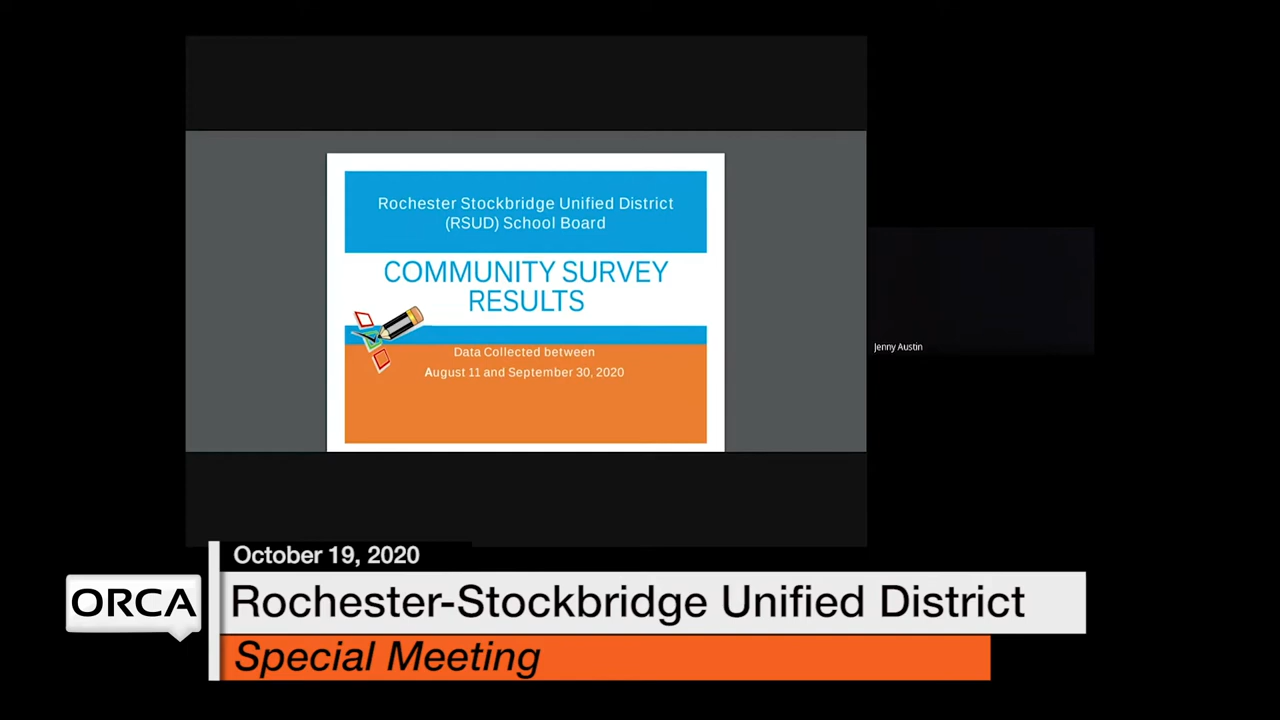 Rochester Stockbridge Unified District
(RSUD) School Board
COMMUNITY SURVEY
RESULTS
Data Collected between
August 11 and September 30, 2020
Jenny Austin
October 19, 2020
ORCA
Rochester-Stockbridge Unified District
Special Meeting